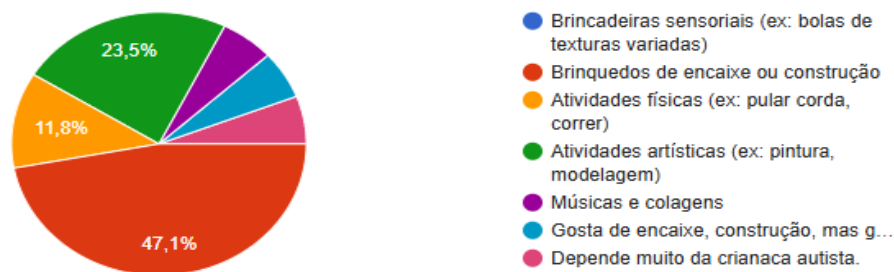 23,5%
11,8%
47,1%
Brincadeiras sensoriais (ex: bolas de
texturas variadas)
Brinquedos de encaixe ou construção
Atividades físicas (ex: pular corda,
correr)
Atividades artísticas (ex: pintura,
modelagem)
Músicas e colagens
Gosta de encaixe, construção, mas g...
Depende muito da crianaca autista.